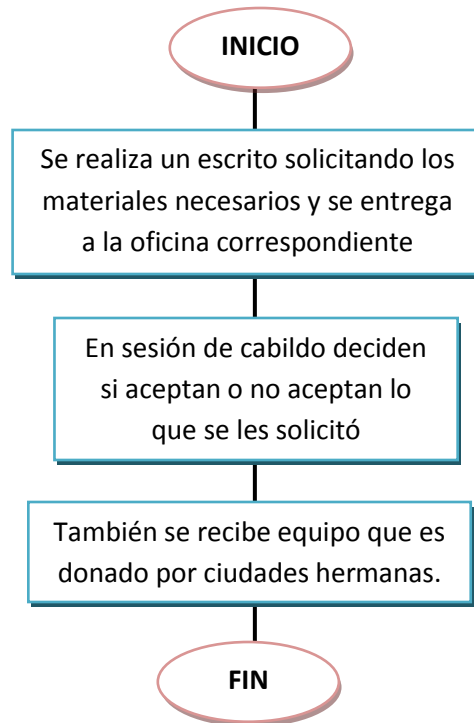 INICIO
Se realiza un escrito solicitando los
materiales necesarios y se entrega
a la oficina correspondiente
En sesión de cabildo deciden
si aceptan o no aceptan lo
que se les solicitó
También se recibe equipo que es
donado por ciudades hermanas.
FIN